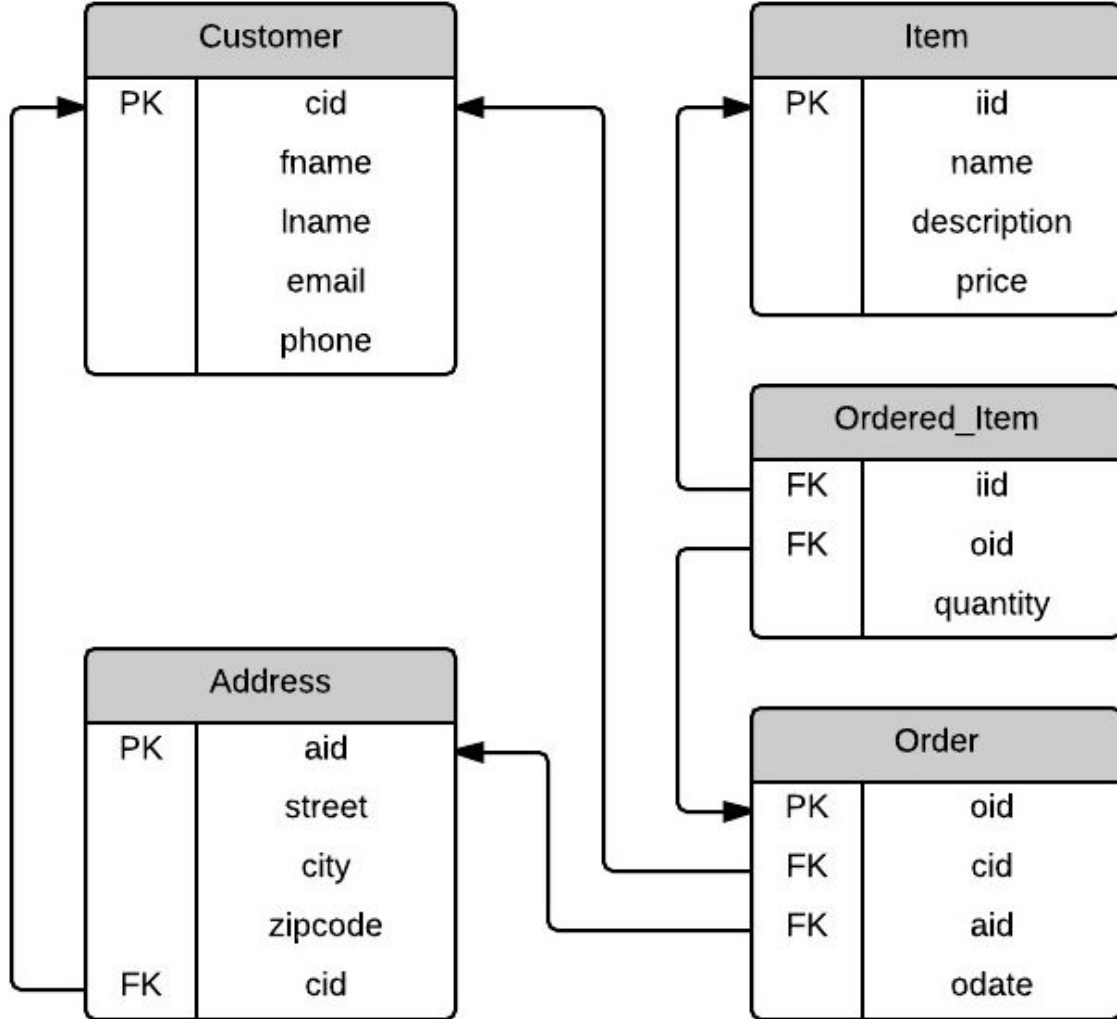 Customer
PK cid
fname
lname
email
phone
Item
PK iid
name
description
price
Ordered_Item
FK iid
FK oid
quantity
Address
PK aid
street
city
zipcode
FK cid
Order
PK oid
FK cid
FK aid
odate